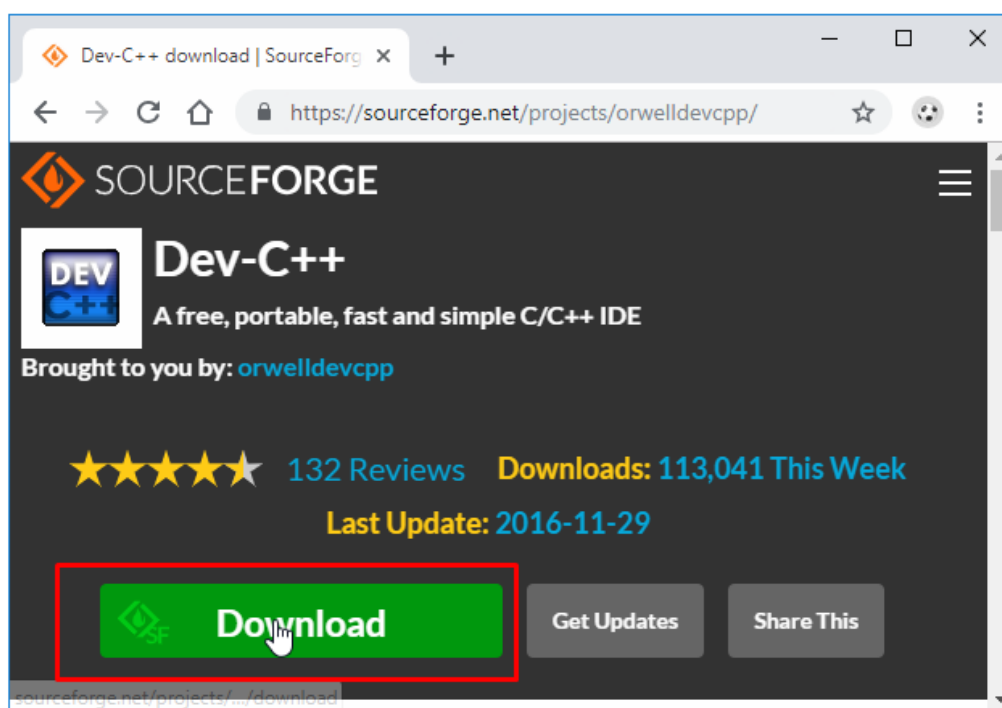 Dev-C++ download | SourceForg
https://sourceforge.net/projects/orwelldevcpp/
SOURCEFORGE
DEV
C++
Dev-C++
A free, portable, fast and simple C/C++ IDE
Brought to you by: orwelldevcpp
132 Reviews Downloads: 113,041 This Week
Last Update: 2016-11-29
SF Download Get Updates Share This
sourceforge.net/projects/.../download